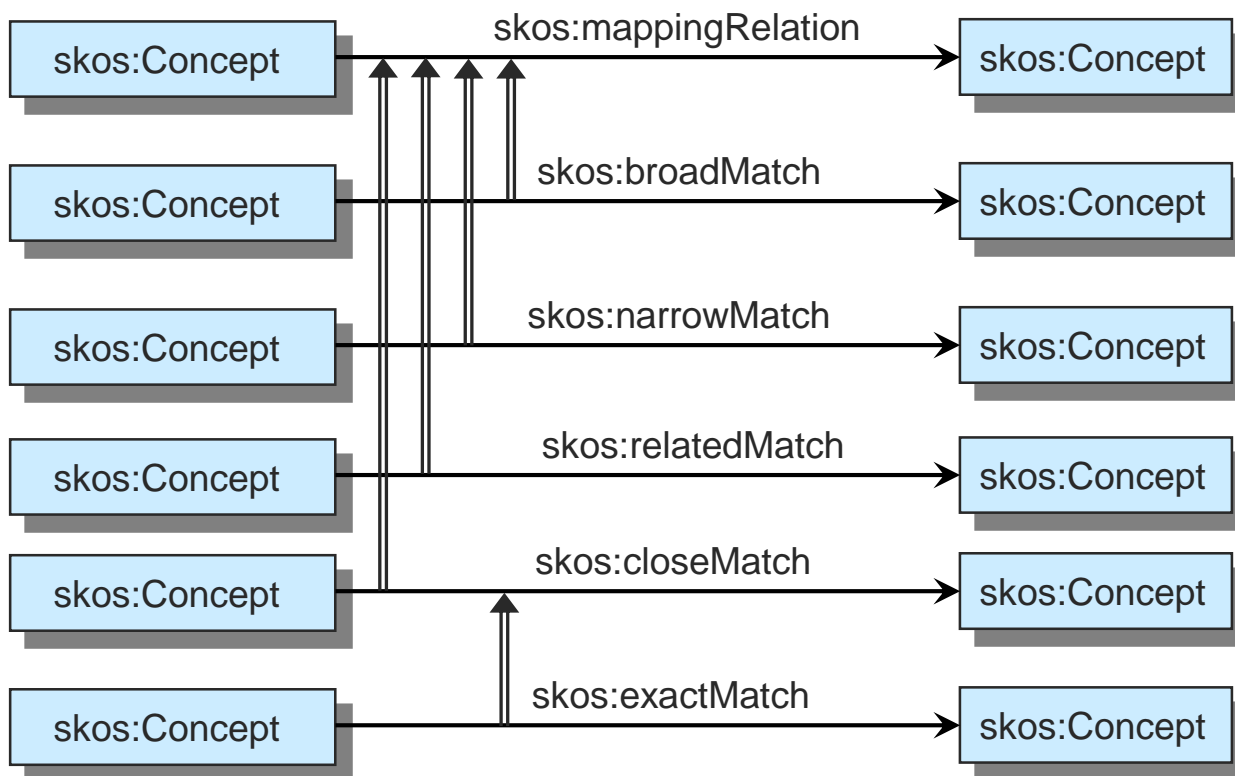 skos:Concept skos:mappingRelation skos:Concept
skos:Concept skos:broadMatch skos:Concept
skos:Concept skos:narrowMatch skos:Concept
skos:Concept skos:relatedMatch skos:Concept
skos:Concept skos:closeMatch skos:Concept
skos:Concept skos:exactMatch skos:Concept